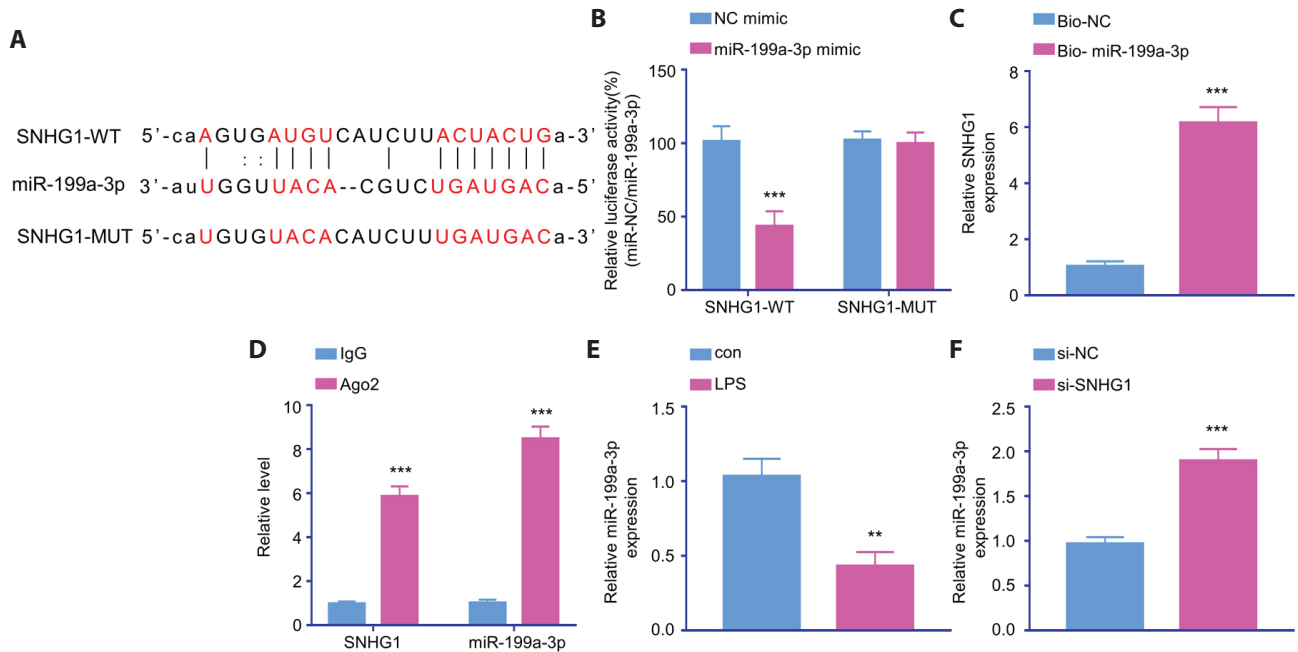 A
SNHG1-WT 5'-caAGUGAUGUCAUCUUACUACUGa-3'
miR-199a-3p 3'-auUGGUUACA--CGUCUGAUGACa-5'
SNHG1-MUT 5'-caUGUGUACACAUCUUUGAUGACa-3'
B
NC mimic
miR-199a-3p mimic
Relative luciferase activity(%)
(miR-NC/miR-199a-3p)
150
100
50
0
***
SNHG1-WT SNHG1-MUT
C
Bio-NC
Bio- miR-199a-3p
Relative SNHG1
expression
8
6
4
2
0
***
D
IgG
Ago2
Relative level
10
8
6
4
2
0
***
***
SNHG1 miR-199a-3p
E
con
LPS
Relative miR-199a-3p
expression
1.5
1.0
0.5
0.0
**
F
si-NC
si-SNHG1
Relative miR-199a-3p
expression
2.5
2.0
1.5
1.0
0.5
0.0
***